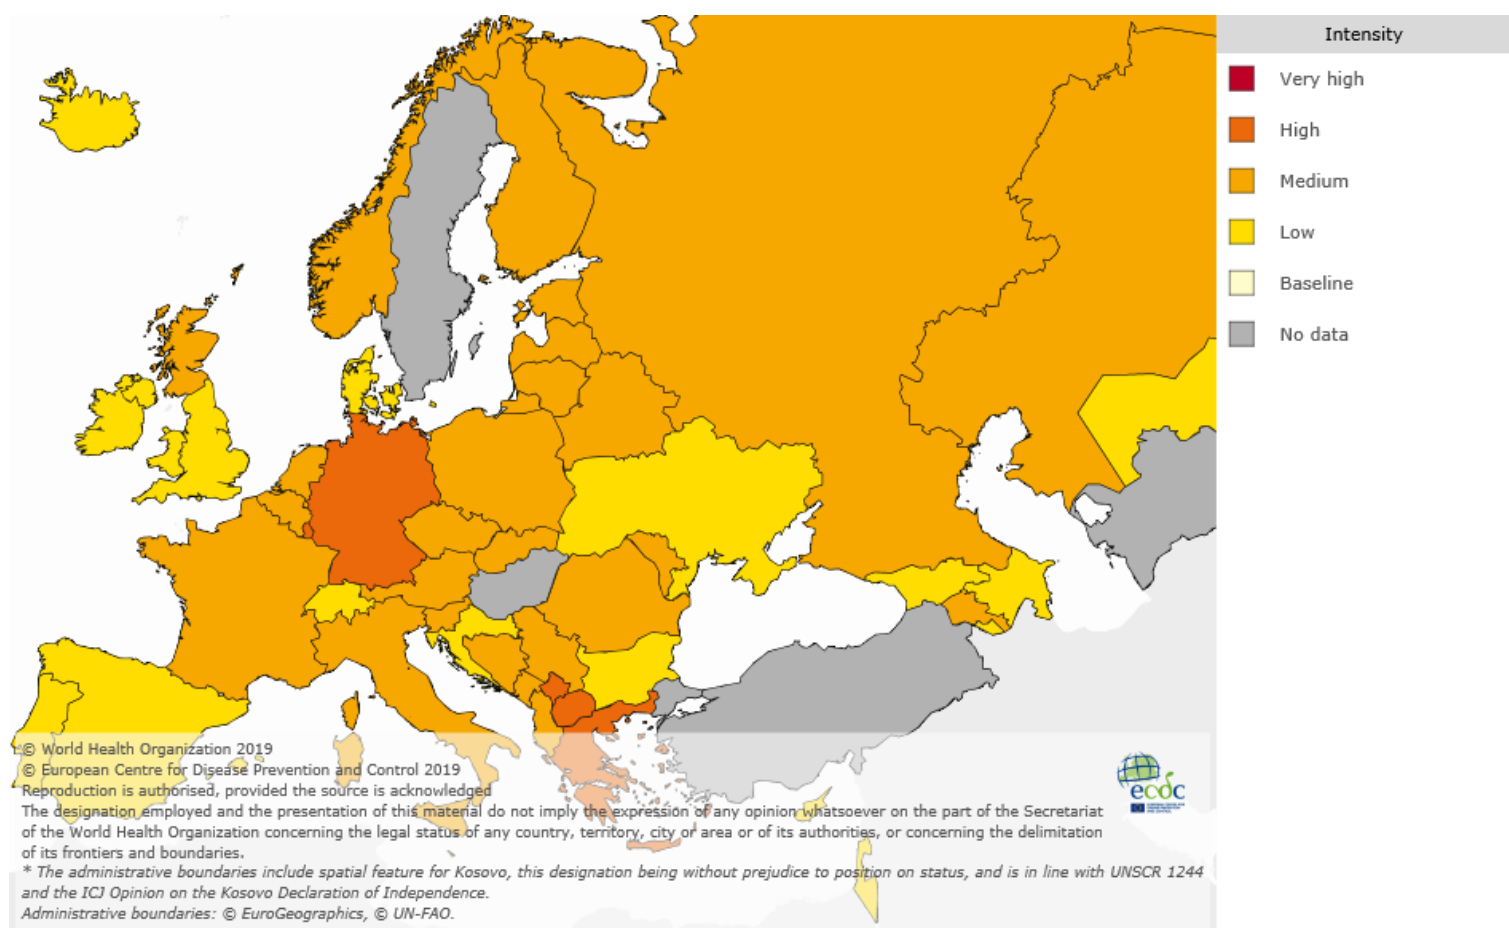 Intensity
Very high
High
Medium
Low
Baseline
No data
© World Health Organization 2019
© European Centre for Disease Prevention and Control 2019
Reproduction is authorised, provided the source is acknowledged
The designation employed and the presentation of this material do not imply the expression of any opinion whatsoever on the part of the Secretariat
of the World Health Organization concerning the legal status of any country, territory, city or area or of its authorities, or concerning the delimitation
of its frontiers and boundaries.
* The administrative boundaries include spatial feature for Kosovo, this designation being without prejudice to position on status, and is in line with UNSCR 1244
and the ICJ Opinion on the Kosovo Declaration of Independence.
Administrative boundaries: © EuroGeographics, © UN-FAO.
ecdc